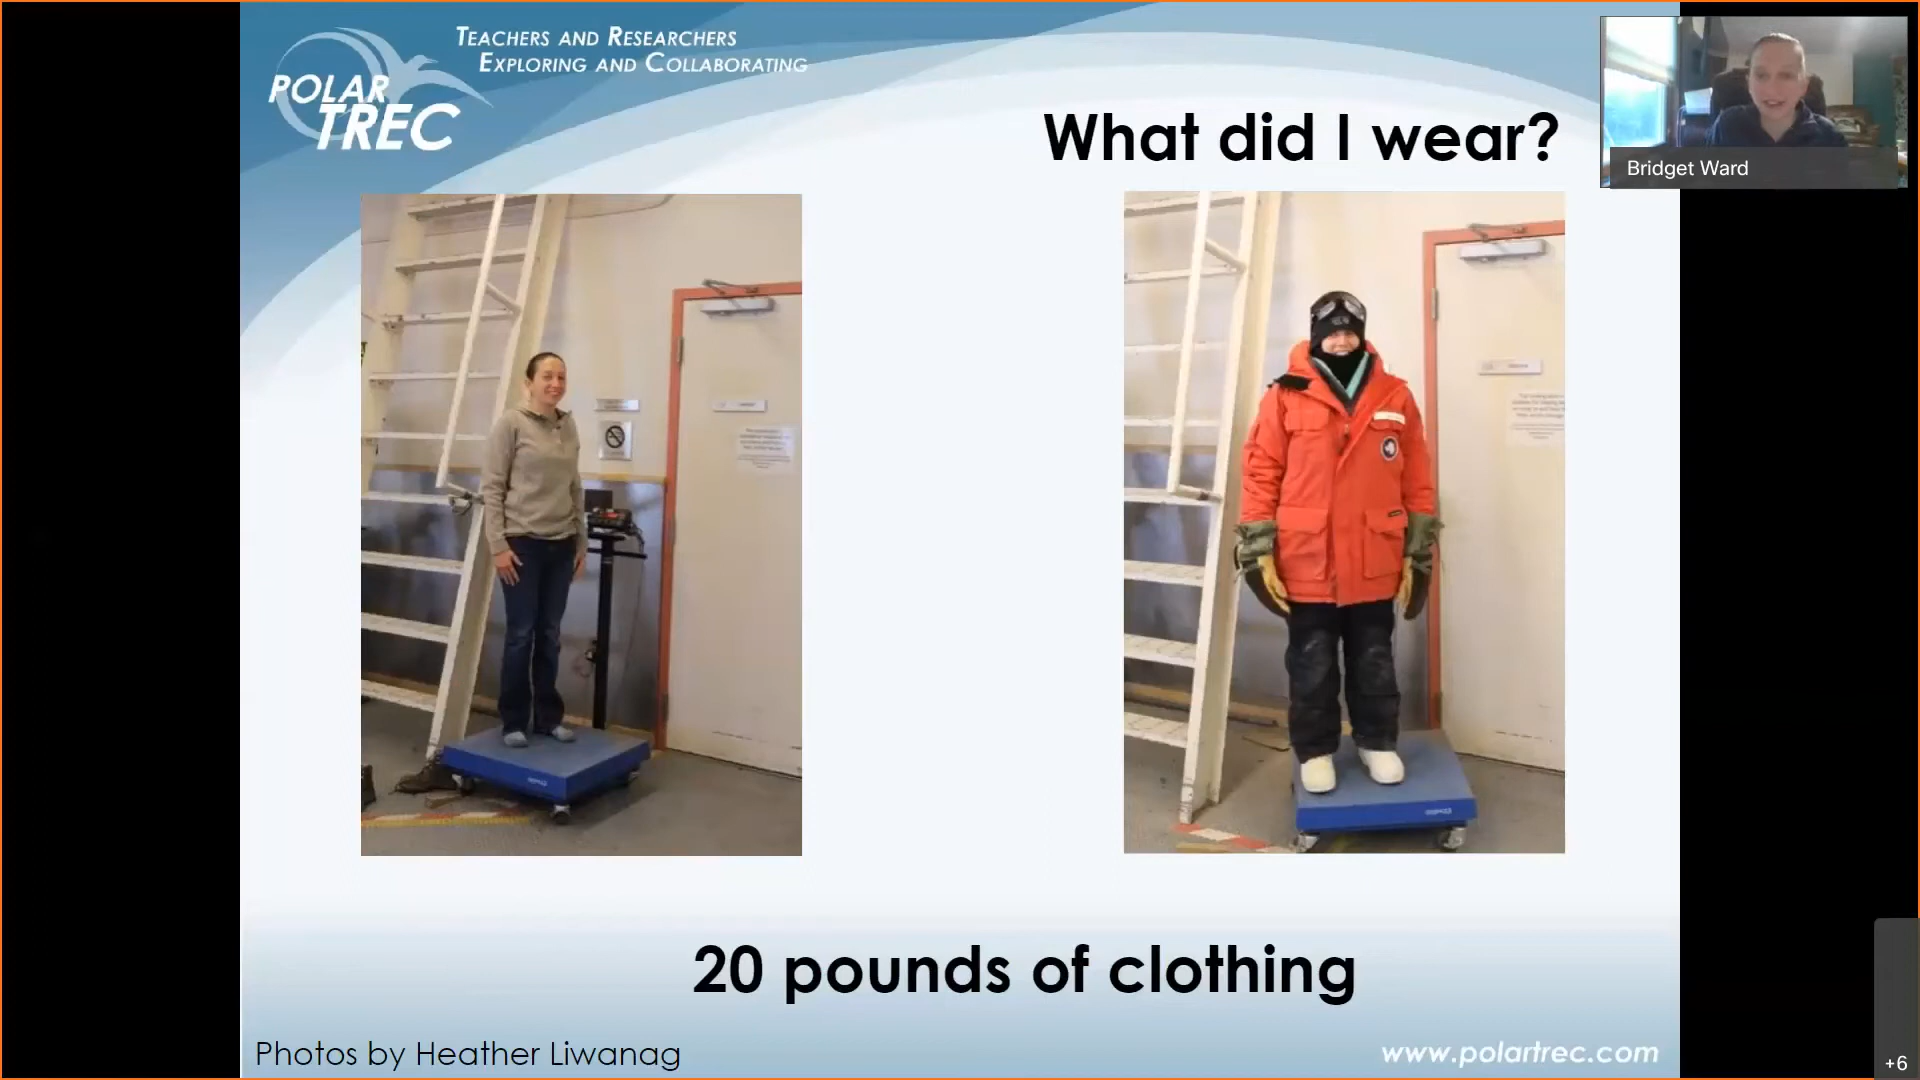 TEACHERS AND RESEARCHERS
EXPLORING AND COLLABORATING
POLAR
TREC
What did I wear?
Bridget Ward
20 pounds of clothing
Photos by Heather Liwanag
www.polartrec.com
+6